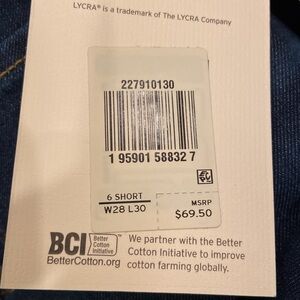 LYCRA® is a trademark of The LYCRA Company
227910130
1 95901 58832 7
6 SHORT
W28 L30
MSRP
$69.50
BCI Better Cotton Initiative™
BetterCotton.org
We partner with the Better
Cotton Initiative to improve
cotton farming globally.